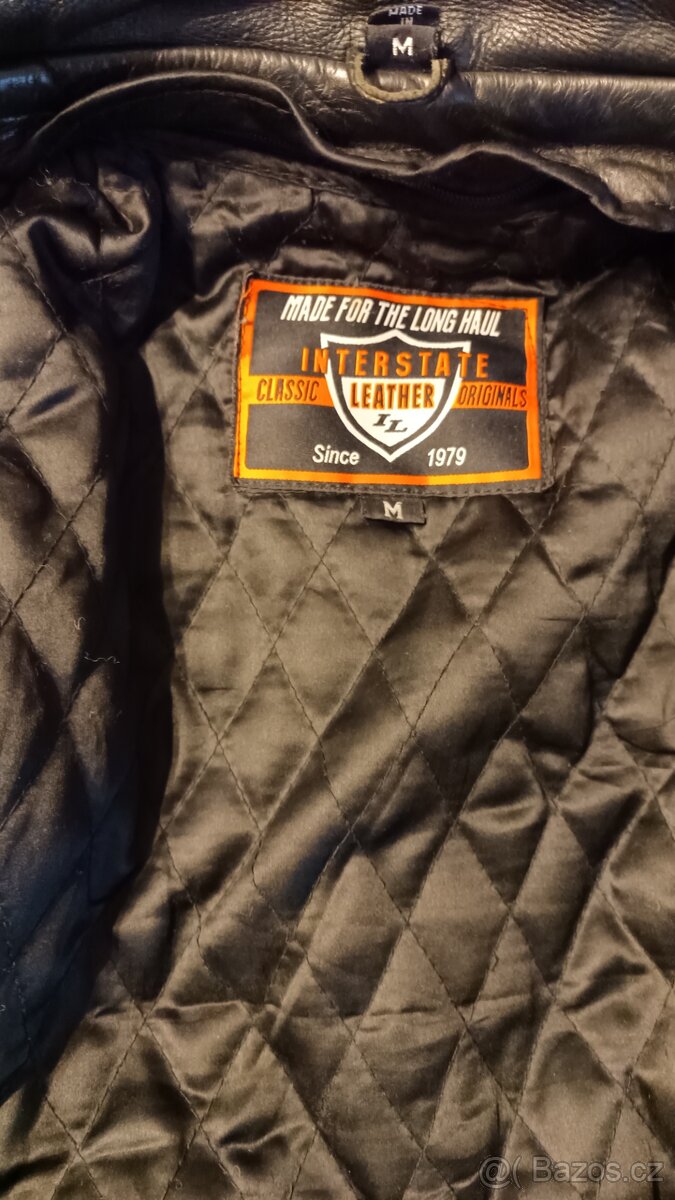 MADE
IN
M
MADE FOR THE LONG HAUL
INTERSTATE
CLASSIC LEATHER ORIGINALS
IL
Since 1979
M
@( Bazos.cz